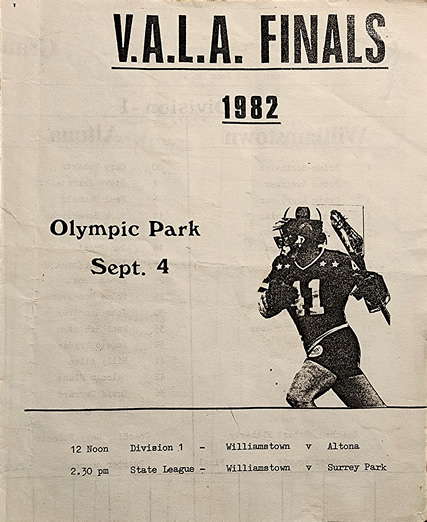 V.A.L.A. FINALS
1982
Olympic Park
Sept. 4
11
12 Noon Division 1 - Williamstown v Altona
2.30 pm State League - Williamstown v Surrey Park